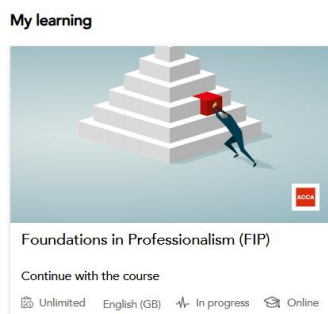 My learning
ACCA
Foundations in Professionalism (FIP)
Continue with the course
Unlimited English (GB) In progress Online